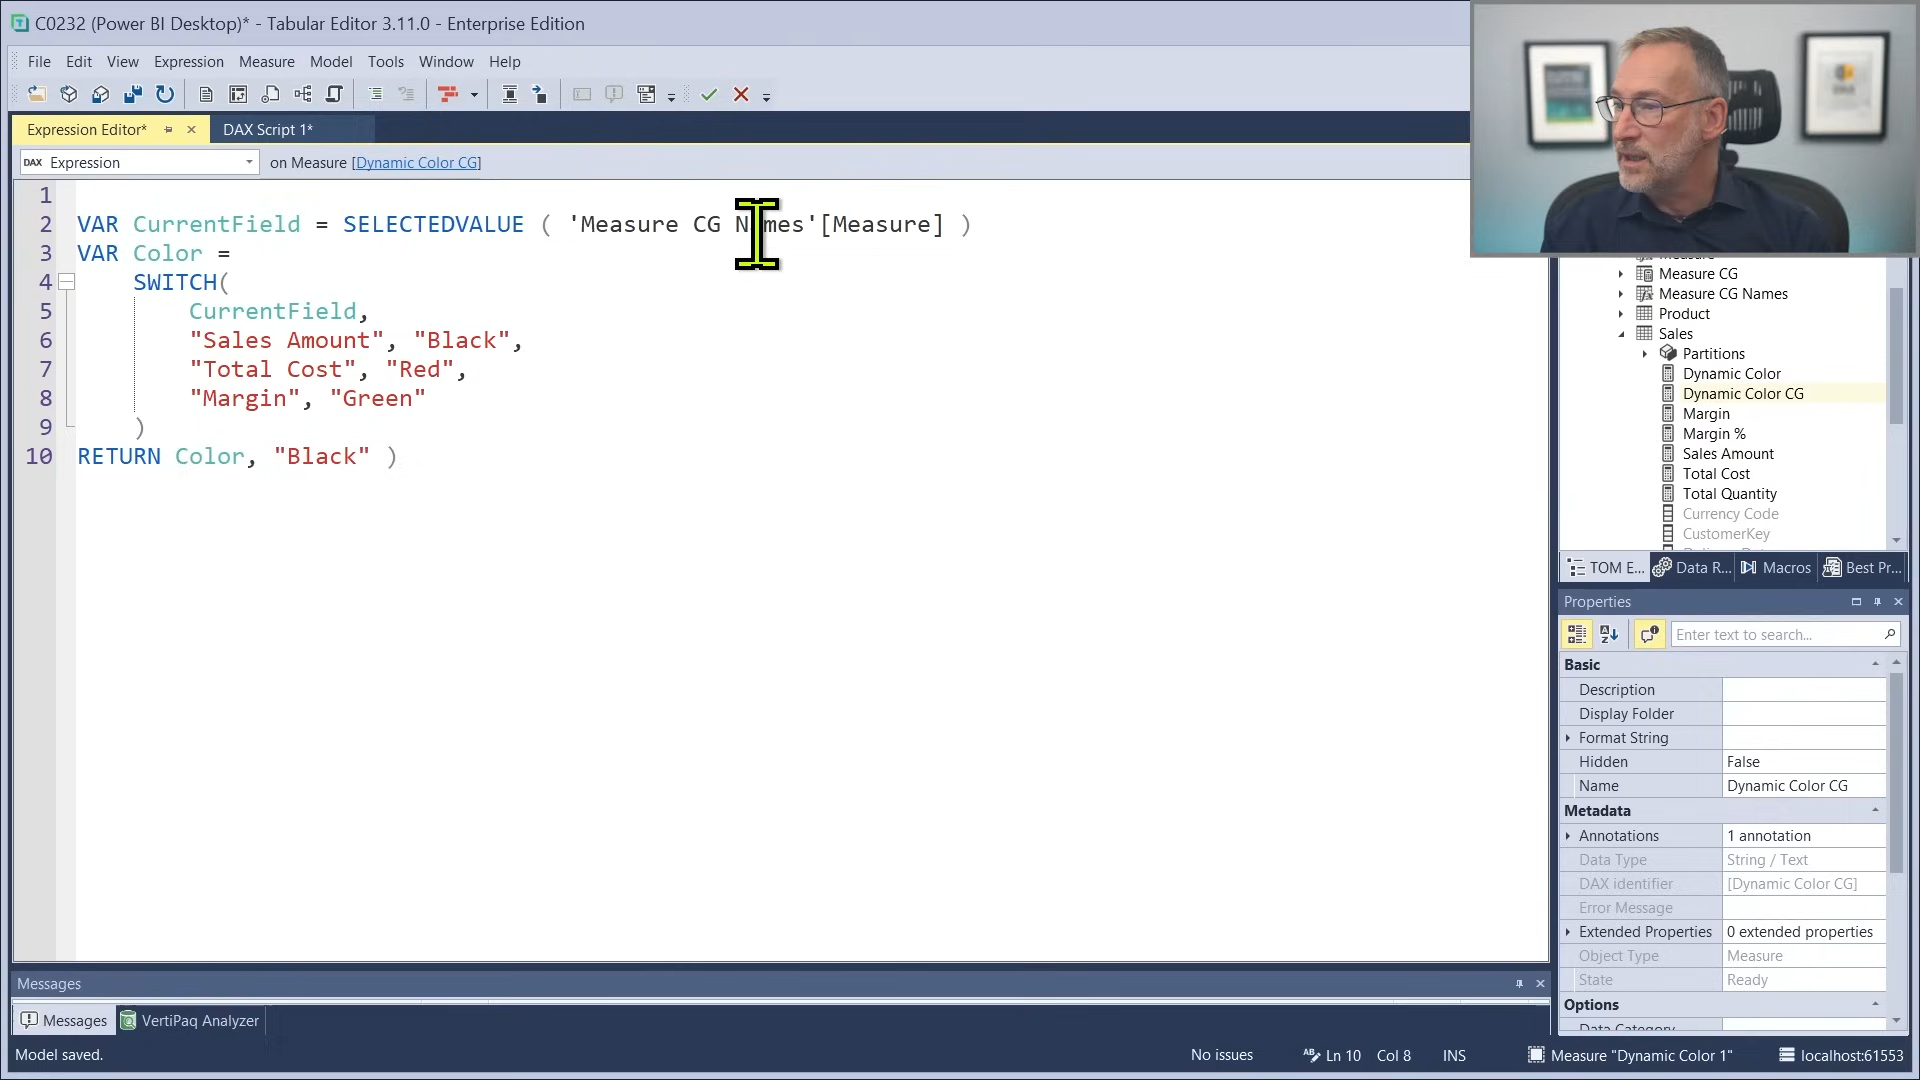 C0232 (Power BI Desktop)* - Tabular Editor 3.11.0 - Enterprise Edition
File Edit View Expression Measure Model Tools Window Help
Expression Editor* DAX Script 1*
DAX Expression on Measure [Dynamic Color CG]
1
2 VAR CurrentField = SELECTEDVALUE ( 'Measure CG Names'[Measure] )
3 VAR Color =
4 SWITCH(
5 CurrentField,
6 "Sales Amount", "Black",
7 "Total Cost", "Red",
8 "Margin", "Green"
9 )
10 RETURN Color, "Black" )
Measure CG
Measure CG Names
Product
Sales
Partitions
Dynamic Color
Dynamic Color CG
Margin
Margin %
Sales Amount
Total Cost
Total Quantity
Currency Code
CustomerKey
TOM E... Data R... Macros Best Pr...
Properties
Enter text to search...
Basic
Description
Display Folder
Format String
Hidden False
Name Dynamic Color CG
Metadata
Annotations 1 annotation
Data Type String / Text
DAX identifier [Dynamic Color CG]
Error Message
Extended Properties 0 extended properties
Object Type Measure
State Ready
Options
Data Category
Messages
Messages VertiPaq Analyzer
Model saved. No issues Ln 10 Col 8 INS Measure "Dynamic Color 1" localhost:61553